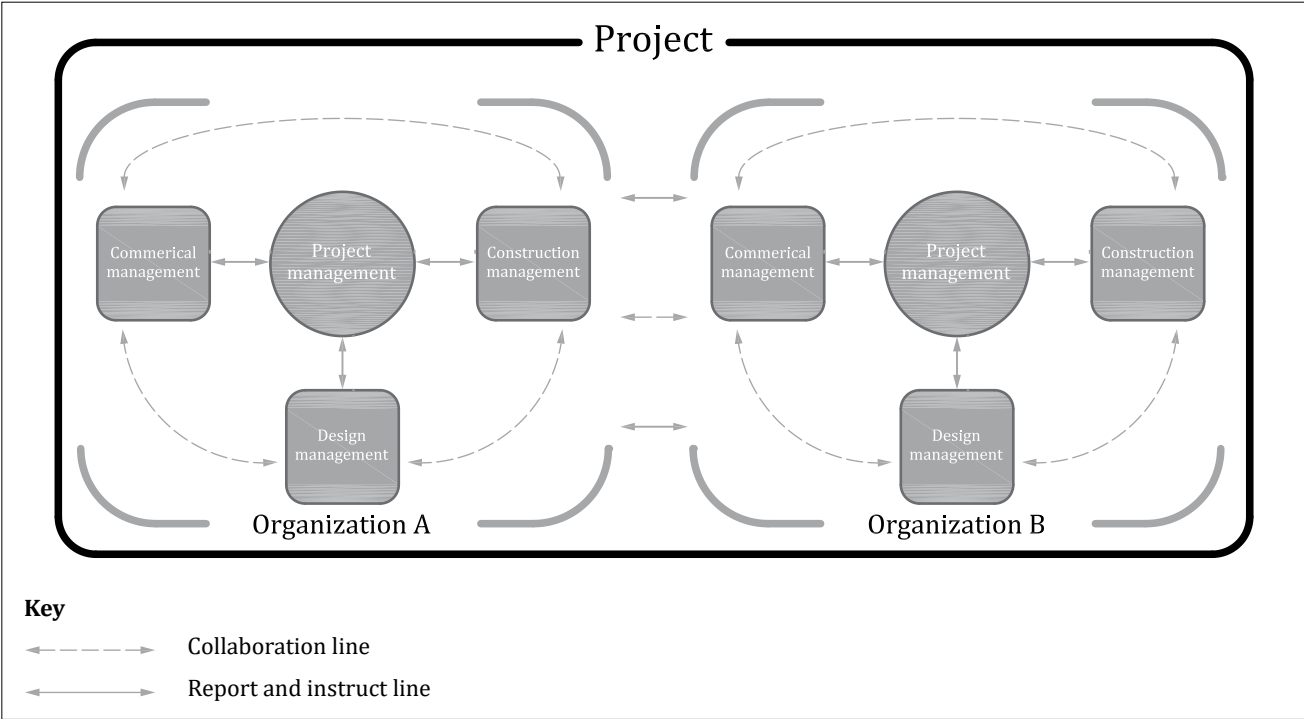 Project
Commerical
management
Project
management
Construction
management
Design
management
Organization A
Commerical
management
Project
management
Construction
management
Design
management
Organization B
Key
Collaboration line
Report and instruct line